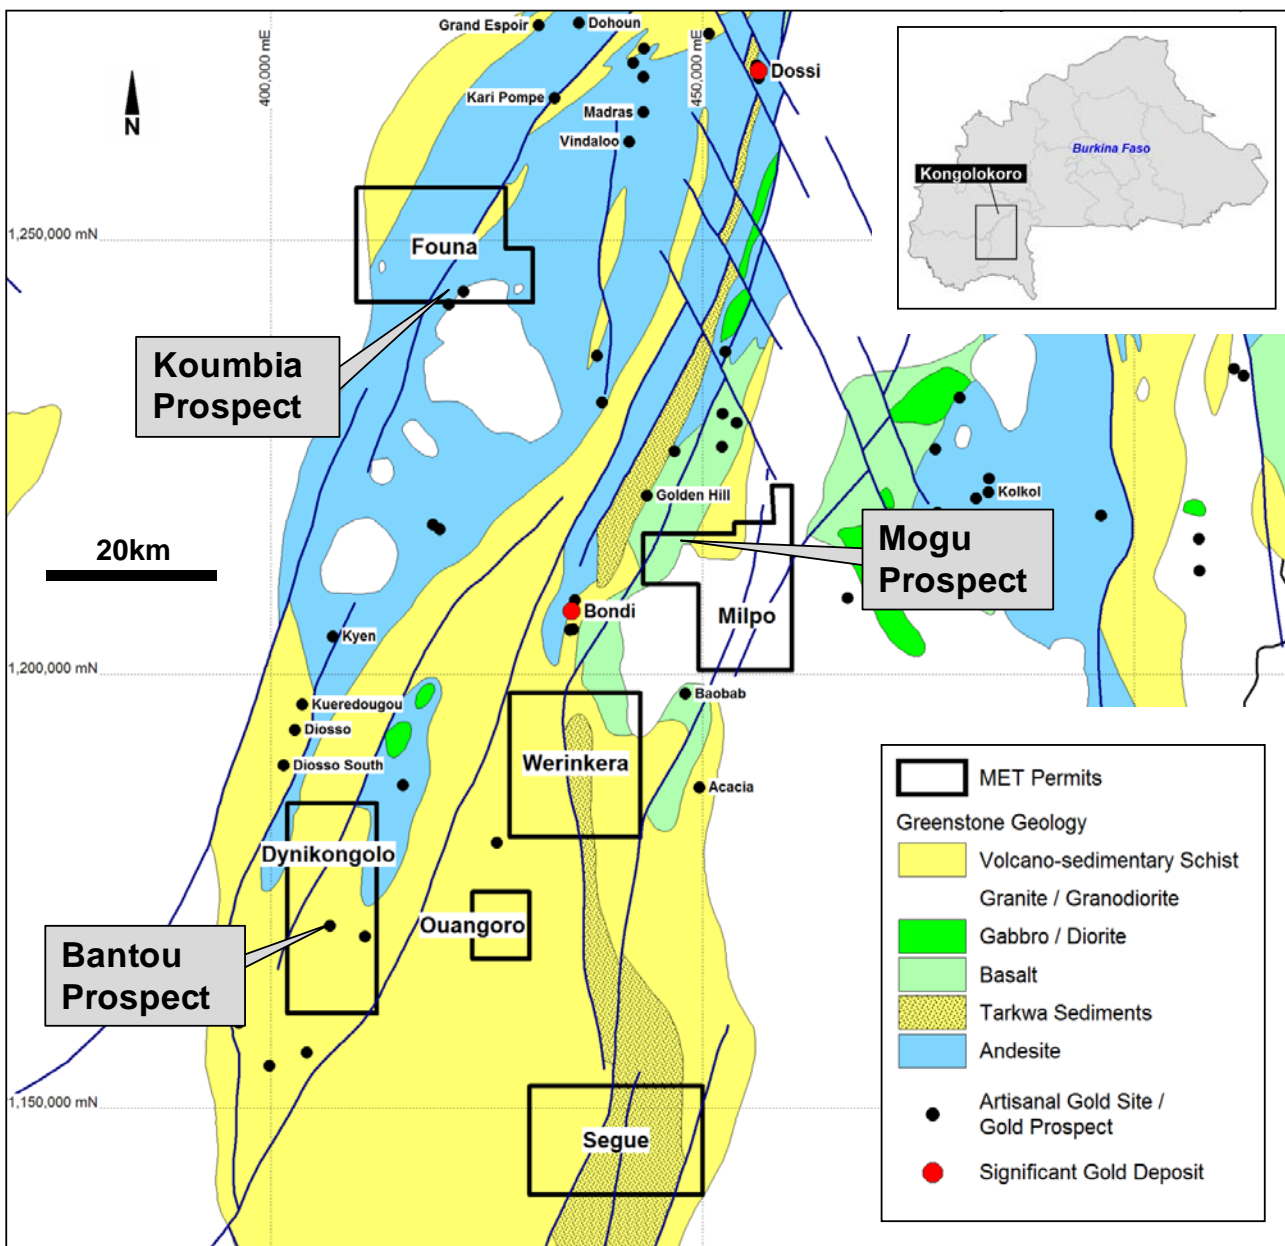 Grand Espoir
Dohoun
400,000 mE
450,000 mE
Dossi
N
Kari Pompe
Madras
Vindaloo
Burkina Faso
Kongolokoro
1,250,000 mN
Founa
Koumbia
Prospect
Golden Hill
Kolkol
20km
Mogu
Prospect
Bondi
Milpo
Kyen
1,200,000 mN
Baobab
Kueredougou
Diosso
Diosso South
Werinkera
Acacia
Dynikongolo
Ouangoro
Bantou
Prospect
1,150,000 mN
Segue
MET Permits
Greenstone Geology
Volcano-sedimentary Schist
Granite / Granodiorite
Gabbro / Diorite
Basalt
Tarkwa Sediments
Andesite
Artisanal Gold Site /
Gold Prospect
Significant Gold Deposit